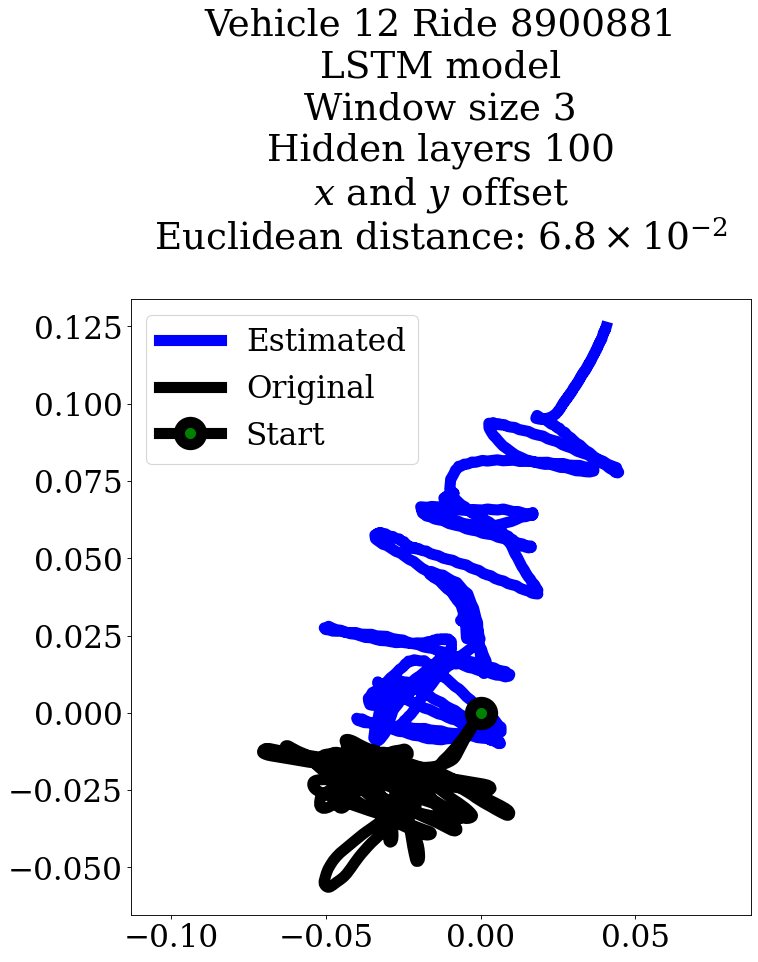 Vehicle 12 Ride 8900881
LSTM model
Window size 3
Hidden layers 100
x and y offset
Euclidean distance: 6.8 × 10⁻²
Estimated
Original
Start
0.125
0.100
0.075
0.050
0.025
0.000
−0.025
−0.050
−0.10 −0.05 0.00 0.05